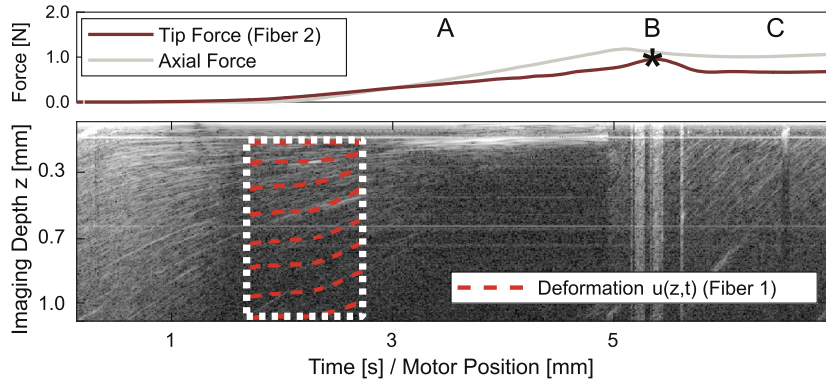 A B C
2.0
1.0
0.0
Force [N]
Tip Force (Fiber 2)
Axial Force
*
0.3
0.7
1.0
Imaging Depth z [mm]
Deformation u(z,t) (Fiber 1)
1 3 5
Time [s] / Motor Position [mm]